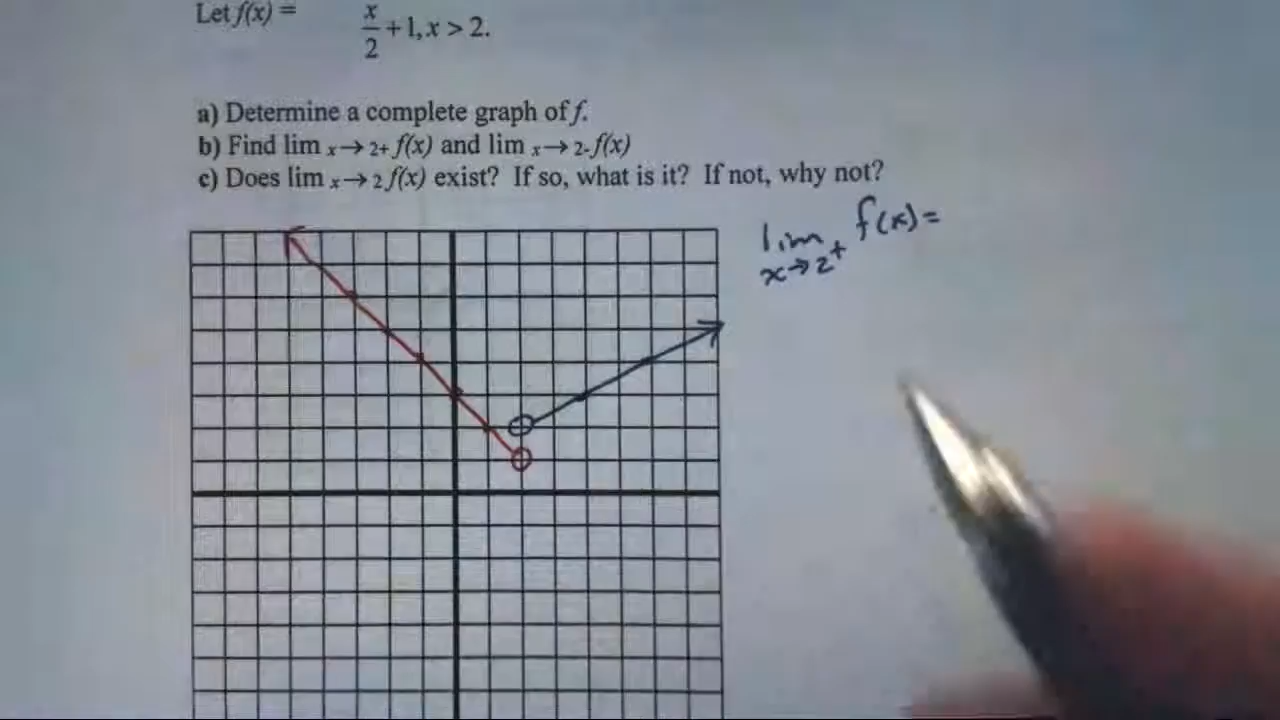 Let f(x) = x/2 + 1, x > 2.
a) Determine a complete graph of f.
b) Find lim x→2+ f(x) and lim x→2- f(x)
c) Does lim x→2 f(x) exist? If so, what is it? If not, why not?
lim x→2⁺ f(x) =